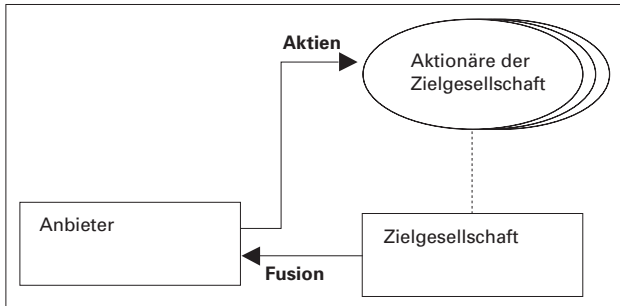 Aktien
Aktionäre der
Zielgesellschaft
Anbieter
Zielgesellschaft
Fusion